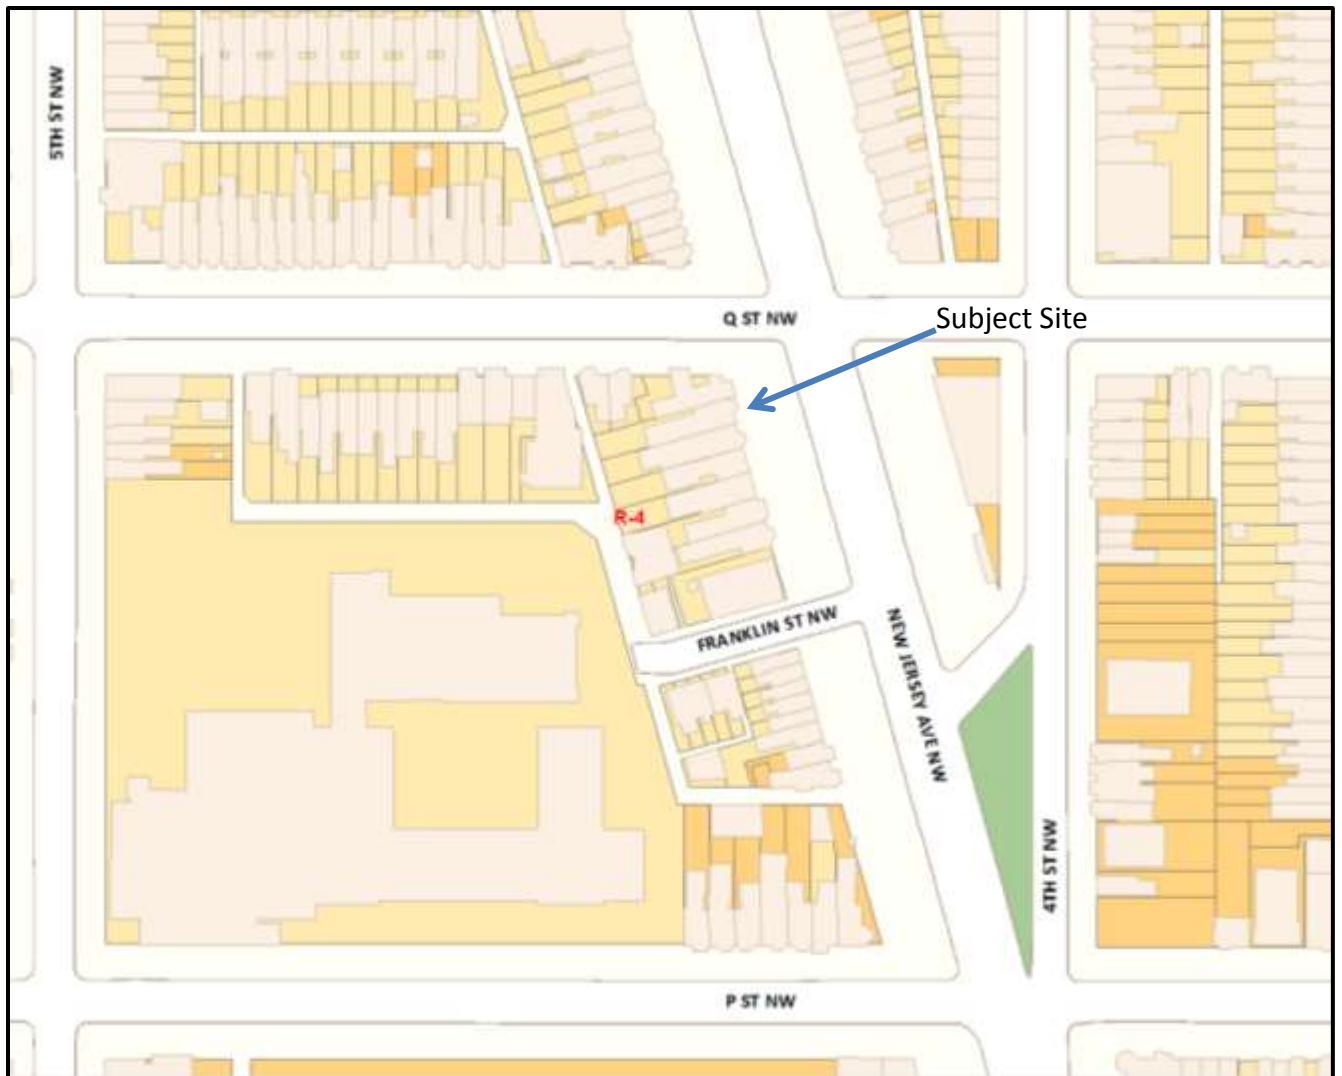 5TH ST NW
Q ST NW
Subject Site
R-4
FRANKLIN ST NW
NEW JERSEY AVE NW
4TH ST NW
P ST NW